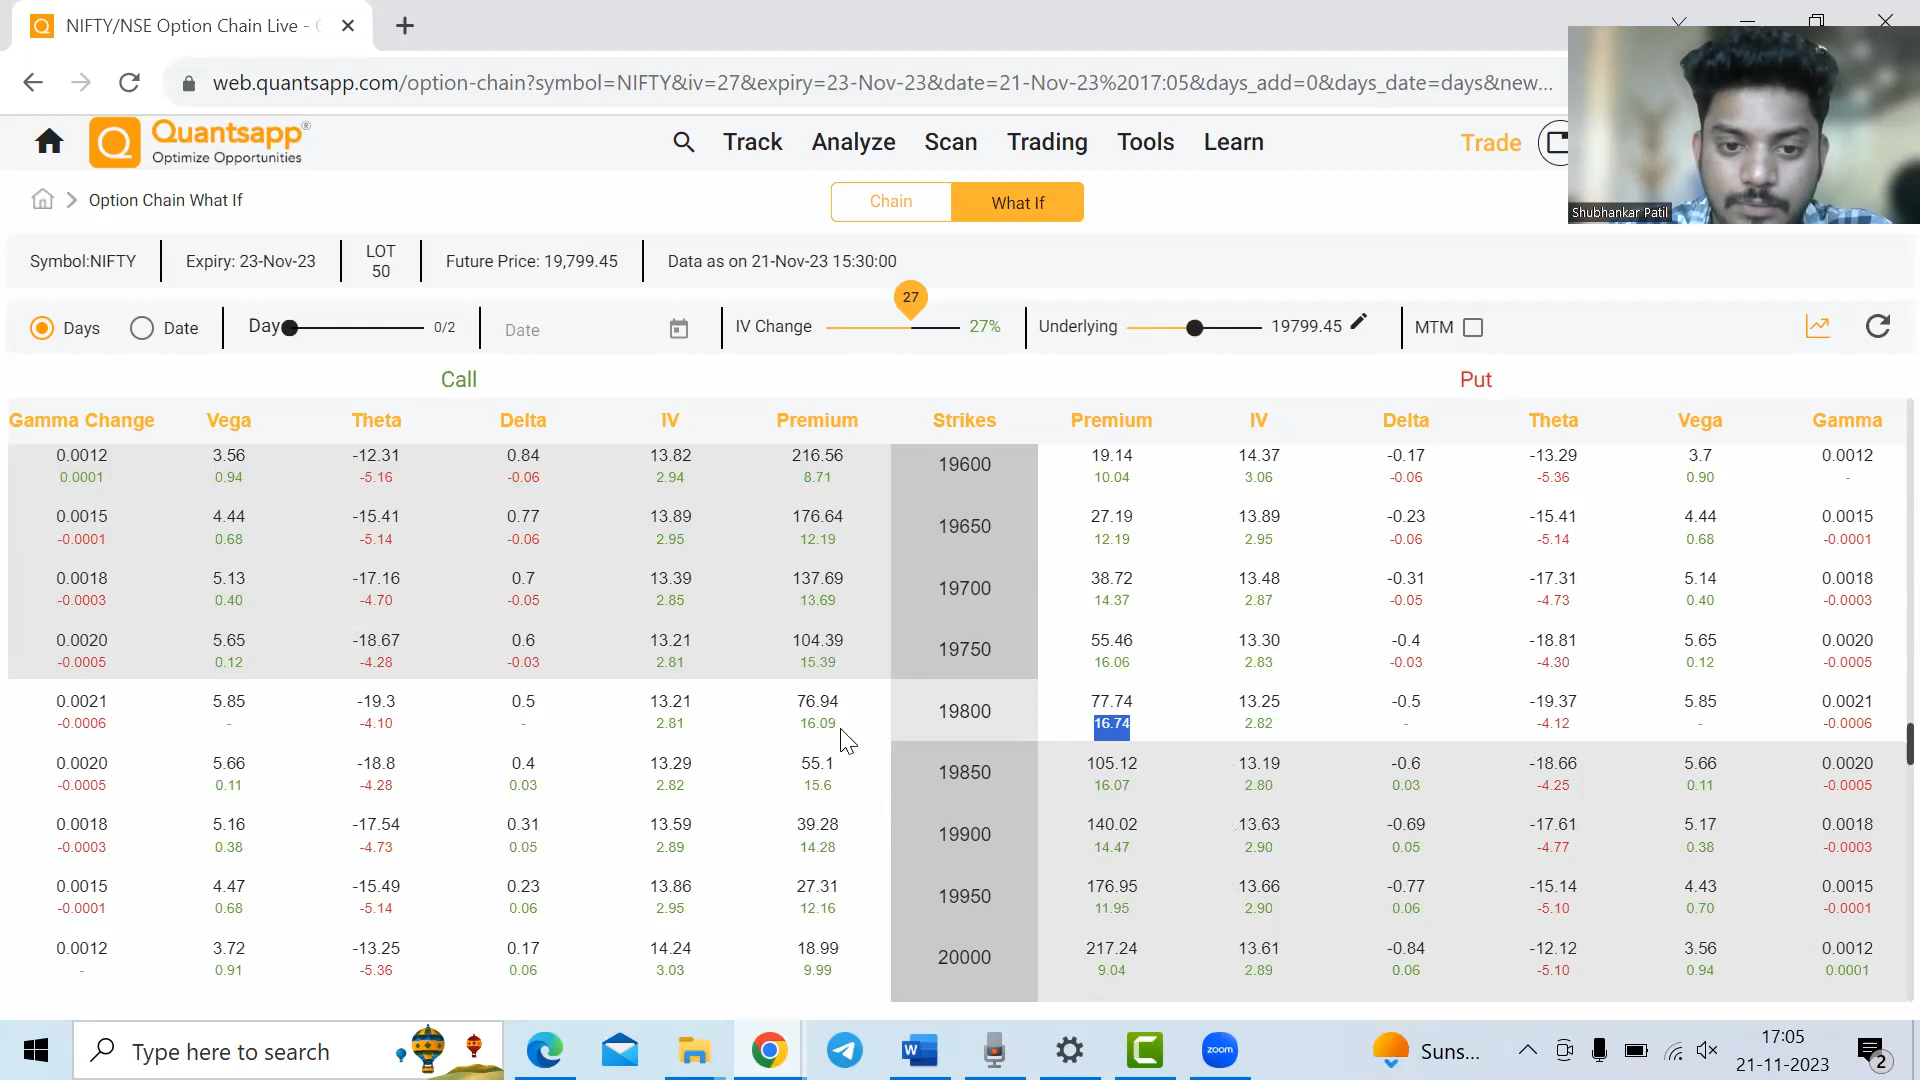 NIFTY/NSE Option Chain Live -
web.quantsapp.com/option-chain?symbol=NIFTY&iv=27&expiry=23-Nov-23&date=21-Nov-23%2017:05&days_add=0&days_date=days&new...
Quantsapp®
Optimize Opportunities
Track Analyze Scan Trading Tools Learn
Trade
Shubhankar Patil
Option Chain What If
Chain What If
Symbol:NIFTY Expiry: 23-Nov-23 LOT 50 Future Price: 19,799.45 Data as on 21-Nov-23 15:30:00
27
Days Date Day 0/2 Date IV Change 27% Underlying 19799.45 MTM
Call Put
Gamma Change Vega Theta Delta IV Premium Strikes Premium IV Delta Theta Vega Gamma
0.0012 3.56 -12.31 0.84 13.82 216.56 19600 19.14 14.37 -0.17 -13.29 3.7 0.0012
0.0001 0.94 -5.16 -0.06 2.94 8.71 10.04 3.06 -0.06 -5.36 0.90 -
0.0015 4.44 -15.41 0.77 13.89 176.64 19650 27.19 13.89 -0.23 -15.41 4.44 0.0015
-0.0001 0.68 -5.14 -0.06 2.95 12.19 12.19 2.95 -0.06 -5.14 0.68 -0.0001
0.0018 5.13 -17.16 0.7 13.39 137.69 19700 38.72 13.48 -0.31 -17.31 5.14 0.0018
-0.0003 0.40 -4.70 -0.05 2.85 13.69 14.37 2.87 -0.05 -4.73 0.40 -0.0003
0.0020 5.65 -18.67 0.6 13.21 104.39 19750 55.46 13.30 -0.4 -18.81 5.65 0.0020
-0.0005 0.12 -4.28 -0.03 2.81 15.39 16.06 2.83 -0.03 -4.30 0.12 -0.0005
0.0021 5.85 -19.3 0.5 13.21 76.94 19800 77.74 13.25 -0.5 -19.37 5.85 0.0021
-0.0006 - -4.10 - 2.81 16.09 16.74 2.82 - -4.12 - -0.0006
0.0020 5.66 -18.8 0.4 13.29 55.1 19850 105.12 13.19 -0.6 -18.66 5.66 0.0020
-0.0005 0.11 -4.28 0.03 2.82 15.6 16.07 2.80 0.03 -4.25 0.11 -0.0005
0.0018 5.16 -17.54 0.31 13.59 39.28 19900 140.02 13.63 -0.69 -17.61 5.17 0.0018
-0.0003 0.38 -4.73 0.05 2.89 14.28 14.47 2.90 0.05 -4.77 0.38 -0.0003
0.0015 4.47 -15.49 0.23 13.86 27.31 19950 176.95 13.66 -0.77 -15.14 4.43 0.0015
-0.0001 0.68 -5.14 0.06 2.95 12.16 11.95 2.90 0.06 -5.10 0.70 -0.0001
0.0012 3.72 -13.25 0.17 14.24 18.99 20000 217.24 13.61 -0.84 -12.12 3.56 0.0012
- 0.91 -5.36 0.06 3.03 9.99 9.04 2.89 0.06 -5.10 0.94 0.0001
Type here to search
W
zoom
Suns...
17:05
21-11-2023
2